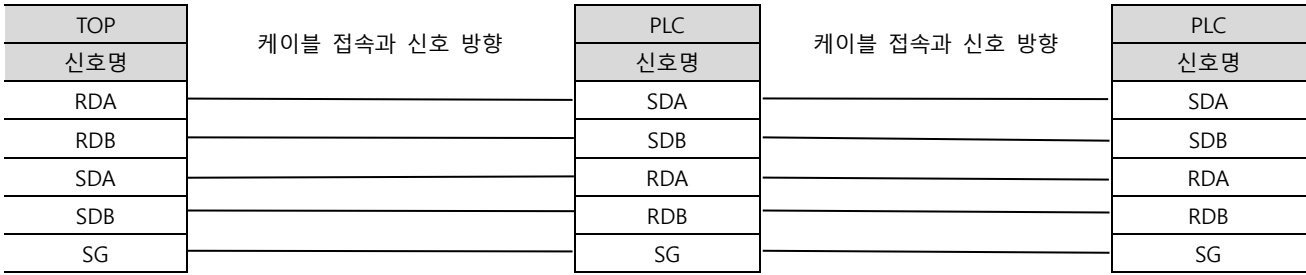 TOP 케이블 접속과 신호 방향 PLC 케이블 접속과 신호 방향 PLC
신호명 신호명 신호명
RDA SDA SDA
RDB SDB SDB
SDA RDA RDA
SDB RDB RDB
SG SG SG